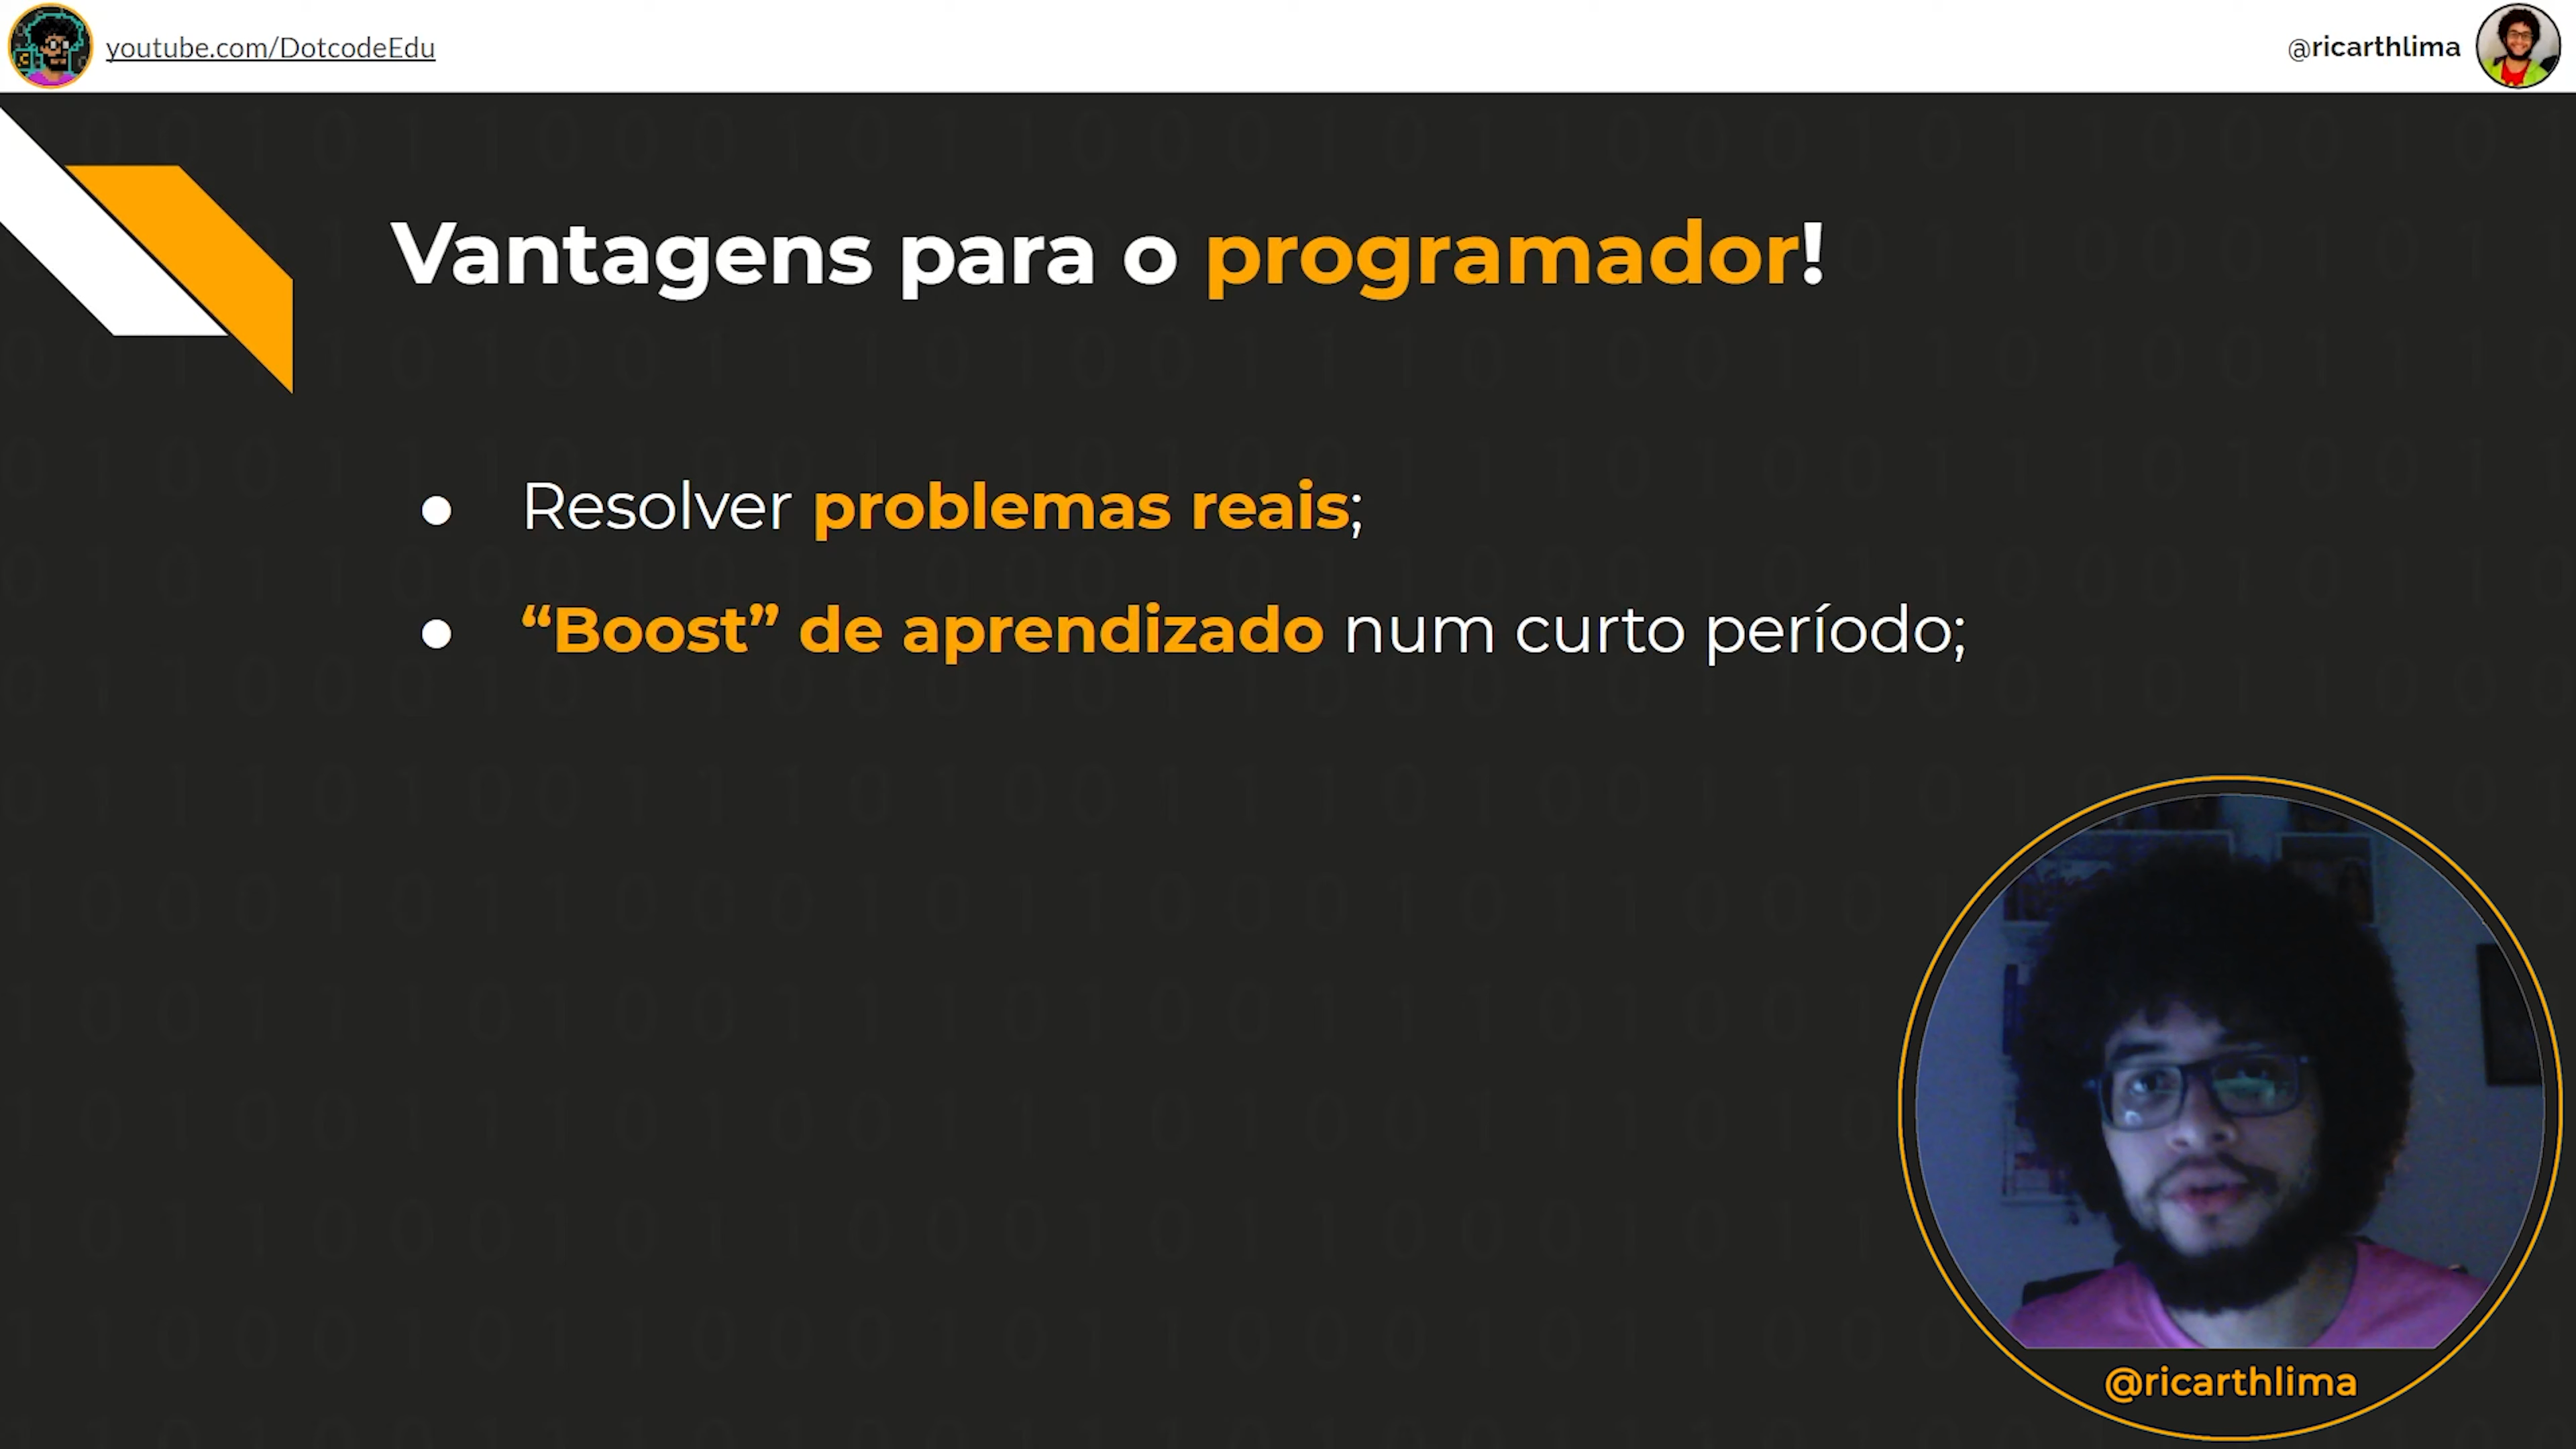 youtube.com/DotcodeEdu
@ricarthlima
Vantagens para o programador!
● Resolver problemas reais;
● “Boost” de aprendizado num curto período;
@ricarthlima